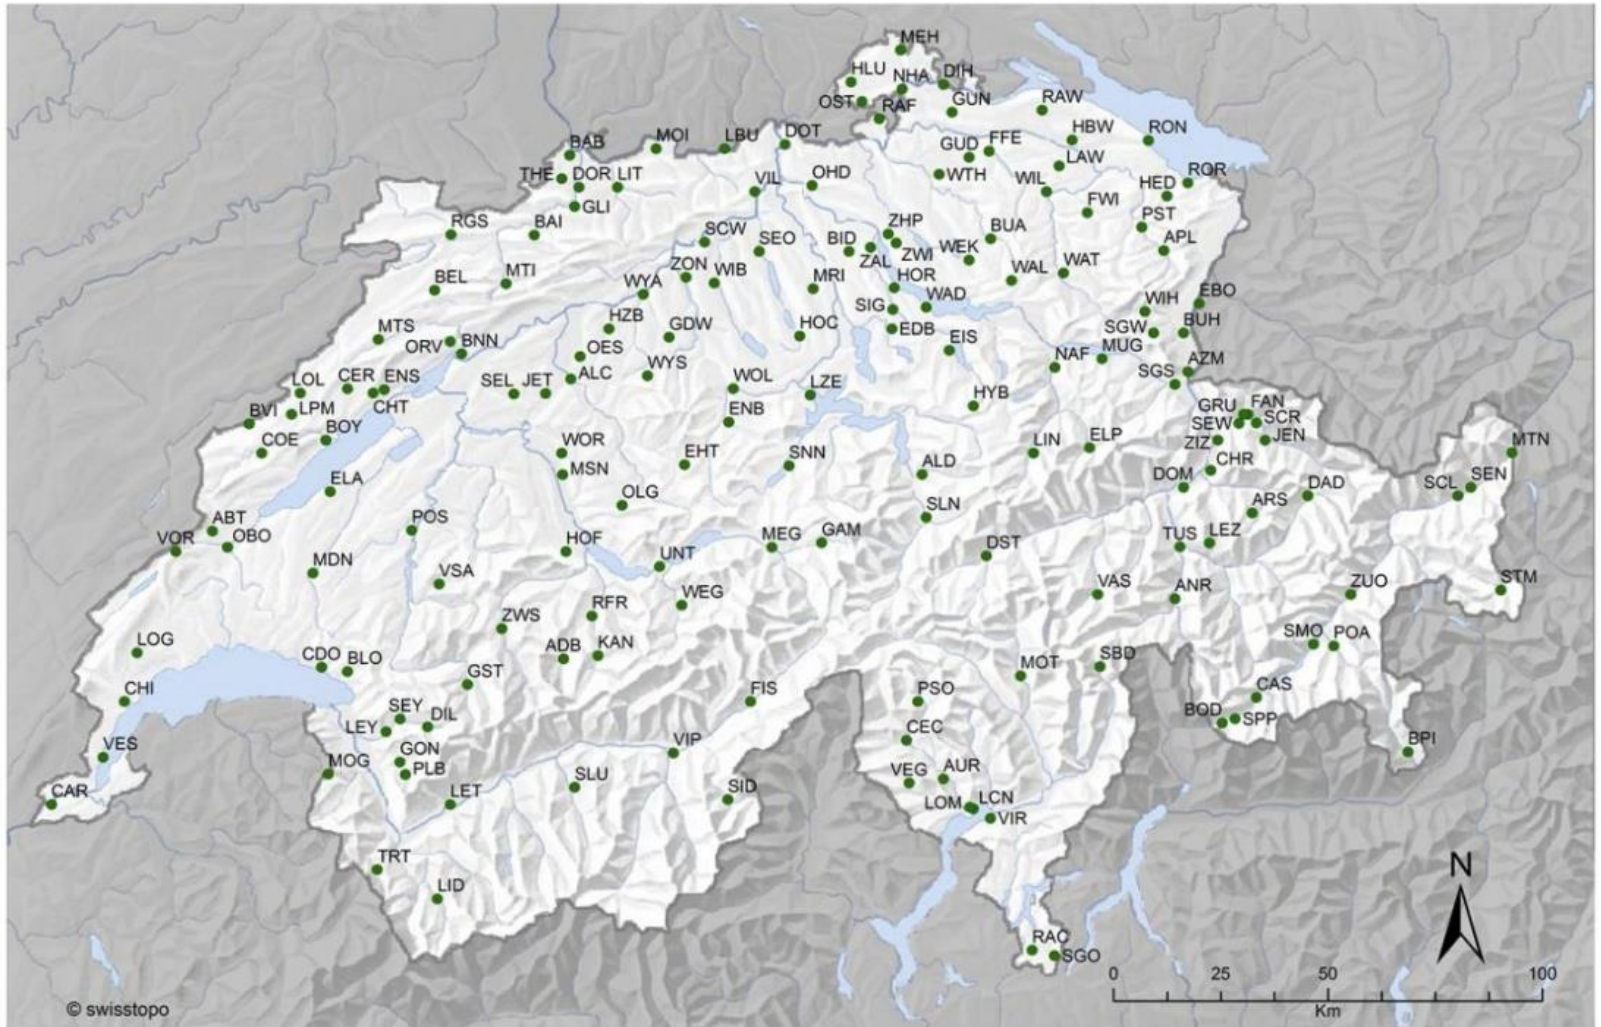 MEH
HLU
NHA
DIH
OST
RAF
GUN
RAW
BAB
MOI
LBU
DOT
GUD
FFE
HBW
RON
THE
DOR
LIT
VIL
OHD
WTH
WIL
LAW
HED
ROR
GLI
FWI
RGS
BAI
SCW
SEO
BID
ZHP
BUA
PST
ZAL
ZWI
WEK
APL
BEL
MTI
ZON
WIB
MRI
HOR
WAL
WAT
WYA
SIG
WAD
WIH
EBO
MTS
HZB
GDW
HOC
EDB
SGW
BUH
ORV
BNN
OES
EIS
MUG
NAF
AZM
LOL
CER
ENS
SEL
JET
ALC
WYS
WOL
LZE
HYB
SGS
BVI
LPM
CHT
ENB
GRU
FAN
COE
BOY
SEW
SCR
WOR
EHT
SNN
LIN
ELP
ZIZ
JEN
MTN
MSN
ALD
DOM
CHR
ELA
OLG
DAD
SCL
SEN
ABT
POS
SLN
ARS
VOR
OBO
HOF
UNT
MEG
GAM
DST
TUS
LEZ
MDN
VSA
WEG
VAS
ANR
ZUO
STM
ZWS
RFR
LOG
CDO
BLO
ADB
KAN
SMO
POA
GST
MOT
SBD
CHI
SEY
FIS
PSO
CAS
LEY
DIL
CEC
BOD
SPP
VES
GON
VIP
BPI
MOG
PLB
VEG
AUR
CAR
LET
SLU
SID
LOM
LCN
VIR
TRT
LID
N
RAC
SGO
0 25 50 100
Km
© swisstopo